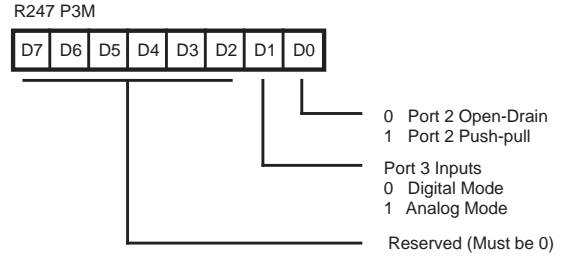 R247 P3M
D7 D6 D5 D4 D3 D2 D1 D0
0 Port 2 Open-Drain
1 Port 2 Push-pull
Port 3 Inputs
0 Digital Mode
1 Analog Mode
Reserved (Must be 0)